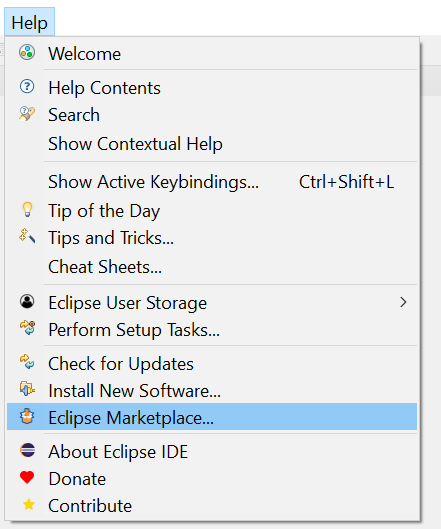 Help
Welcome
Help Contents
Search
Show Contextual Help
Show Active Keybindings... Ctrl+Shift+L
Tip of the Day
Tips and Tricks...
Cheat Sheets...
Eclipse User Storage
Perform Setup Tasks...
Check for Updates
Install New Software...
Eclipse Marketplace...
About Eclipse IDE
Donate
Contribute